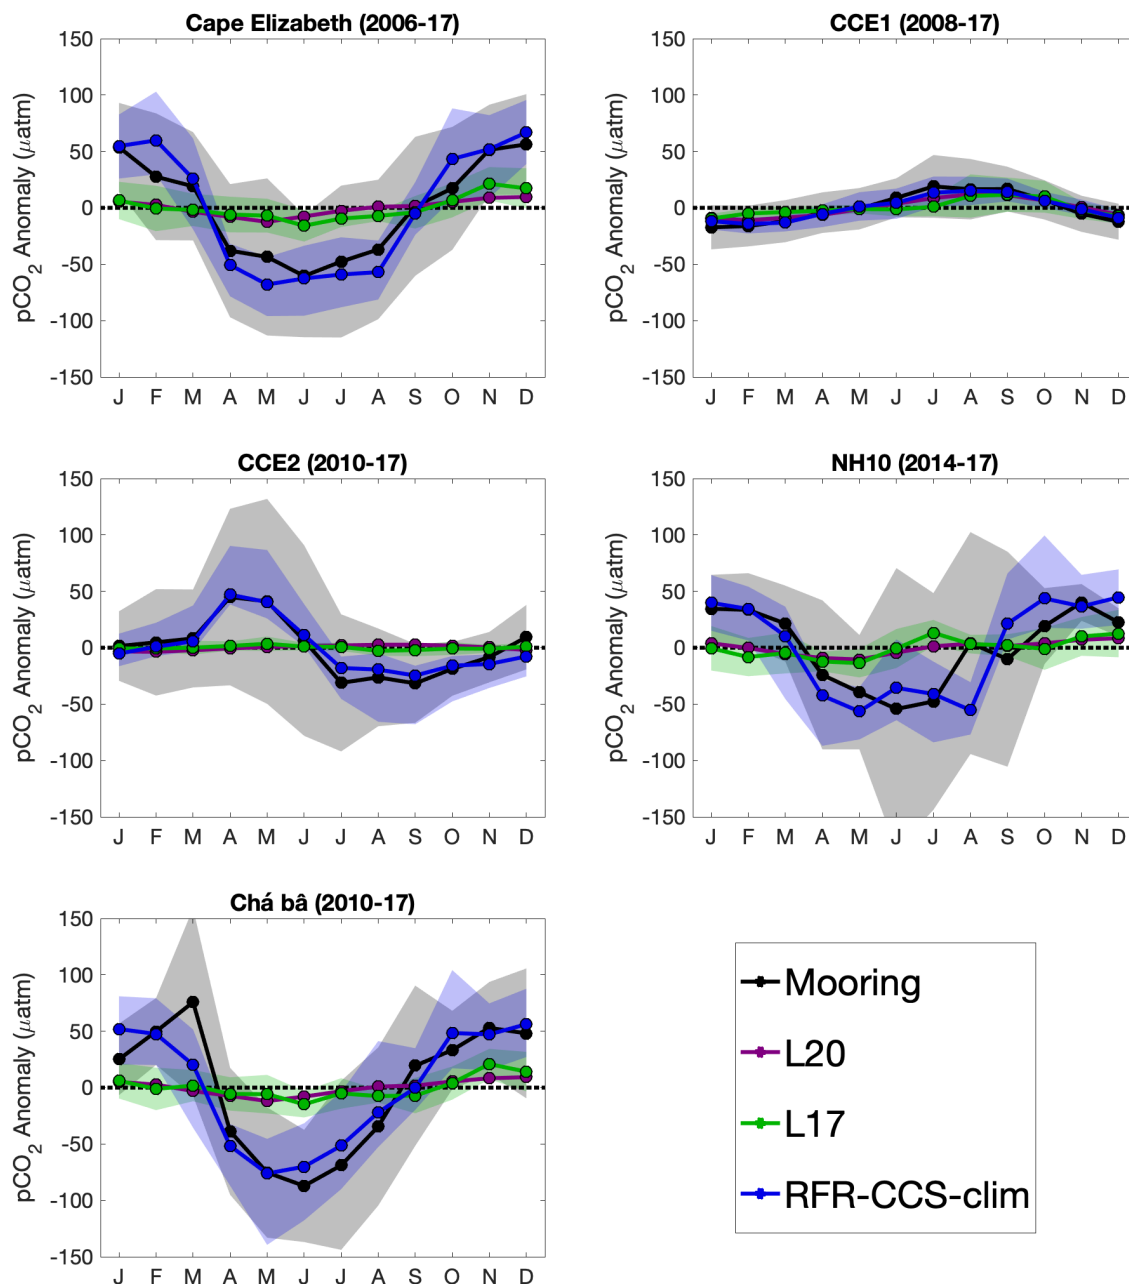 Cape Elizabeth (2006-17)
pCO2 Anomaly (μatm)
150
100
50
0
-50
-100
-150
J F M A M J J A S O N D
CCE1 (2008-17)
pCO2 Anomaly (μatm)
150
100
50
0
-50
-100
-150
J F M A M J J A S O N D
CCE2 (2010-17)
pCO2 Anomaly (μatm)
150
100
50
0
-50
-100
-150
J F M A M J J A S O N D
NH10 (2014-17)
pCO2 Anomaly (μatm)
150
100
50
0
-50
-100
-150
J F M A M J J A S O N D
Chá bâ (2010-17)
pCO2 Anomaly (μatm)
150
100
50
0
-50
-100
-150
J F M A M J J A S O N D
Mooring
L20
L17
RFR-CCS-clim